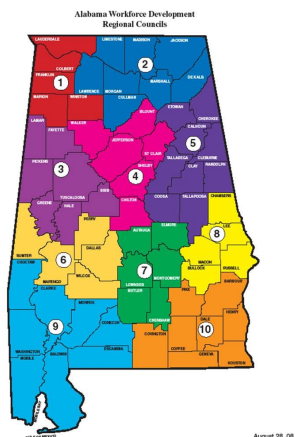 Alabama Workforce Development
Regional Councils
LAUDERDALE
LIMESTONE
MADISON
JACKSON
COLBERT
FRANKLIN
1
2
LAWRENCE
MORGAN
MARSHALL
DE KALB
MARION
WINSTON
CULLMAN
CHEROKEE
ETOWAH
BLOUNT
WALKER
LAMAR
FAYETTE
CALHOUN
JEFFERSON
5
ST CLAIR
CLEBURNE
TALLADEGA
RANDOLPH
CLAY
SHELBY
PICKENS
3
4
TUSCALOOSA
BIBB
GREENE
HALE
CHILTON
COOSA
TALLAPOOSA
CHAMBERS
PERRY
AUTAUGA
ELMORE
LEE
8
SUMTER
DALLAS
MACON
RUSSELL
6
7
MONTGOMERY
BULLOCK
CHOCTAW
MARENGO
WILCOX
LOWNDES
BUTLER
PIKE
BARBOUR
CLARKE
MONROE
CRENSHAW
HENRY
DALE
9
CONECUH
10
COFFEE
WASHINGTON
COVINGTON
GENEVA
HOUSTON
MOBILE
BALDWIN
ESCAMBIA
August 28, 08